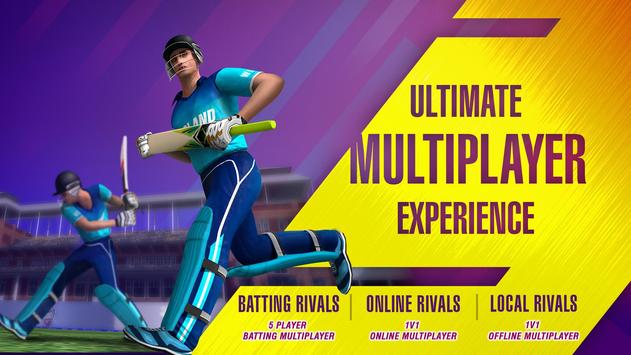 ULTIMATE
MULTIPLAYER
EXPERIENCE
BATTING RIVALS
5 PLAYER
BATTING MULTIPLAYER
ONLINE RIVALS
1V1
ONLINE MULTIPLAYER
LOCAL RIVALS
1V1
OFFLINE MULTIPLAYER